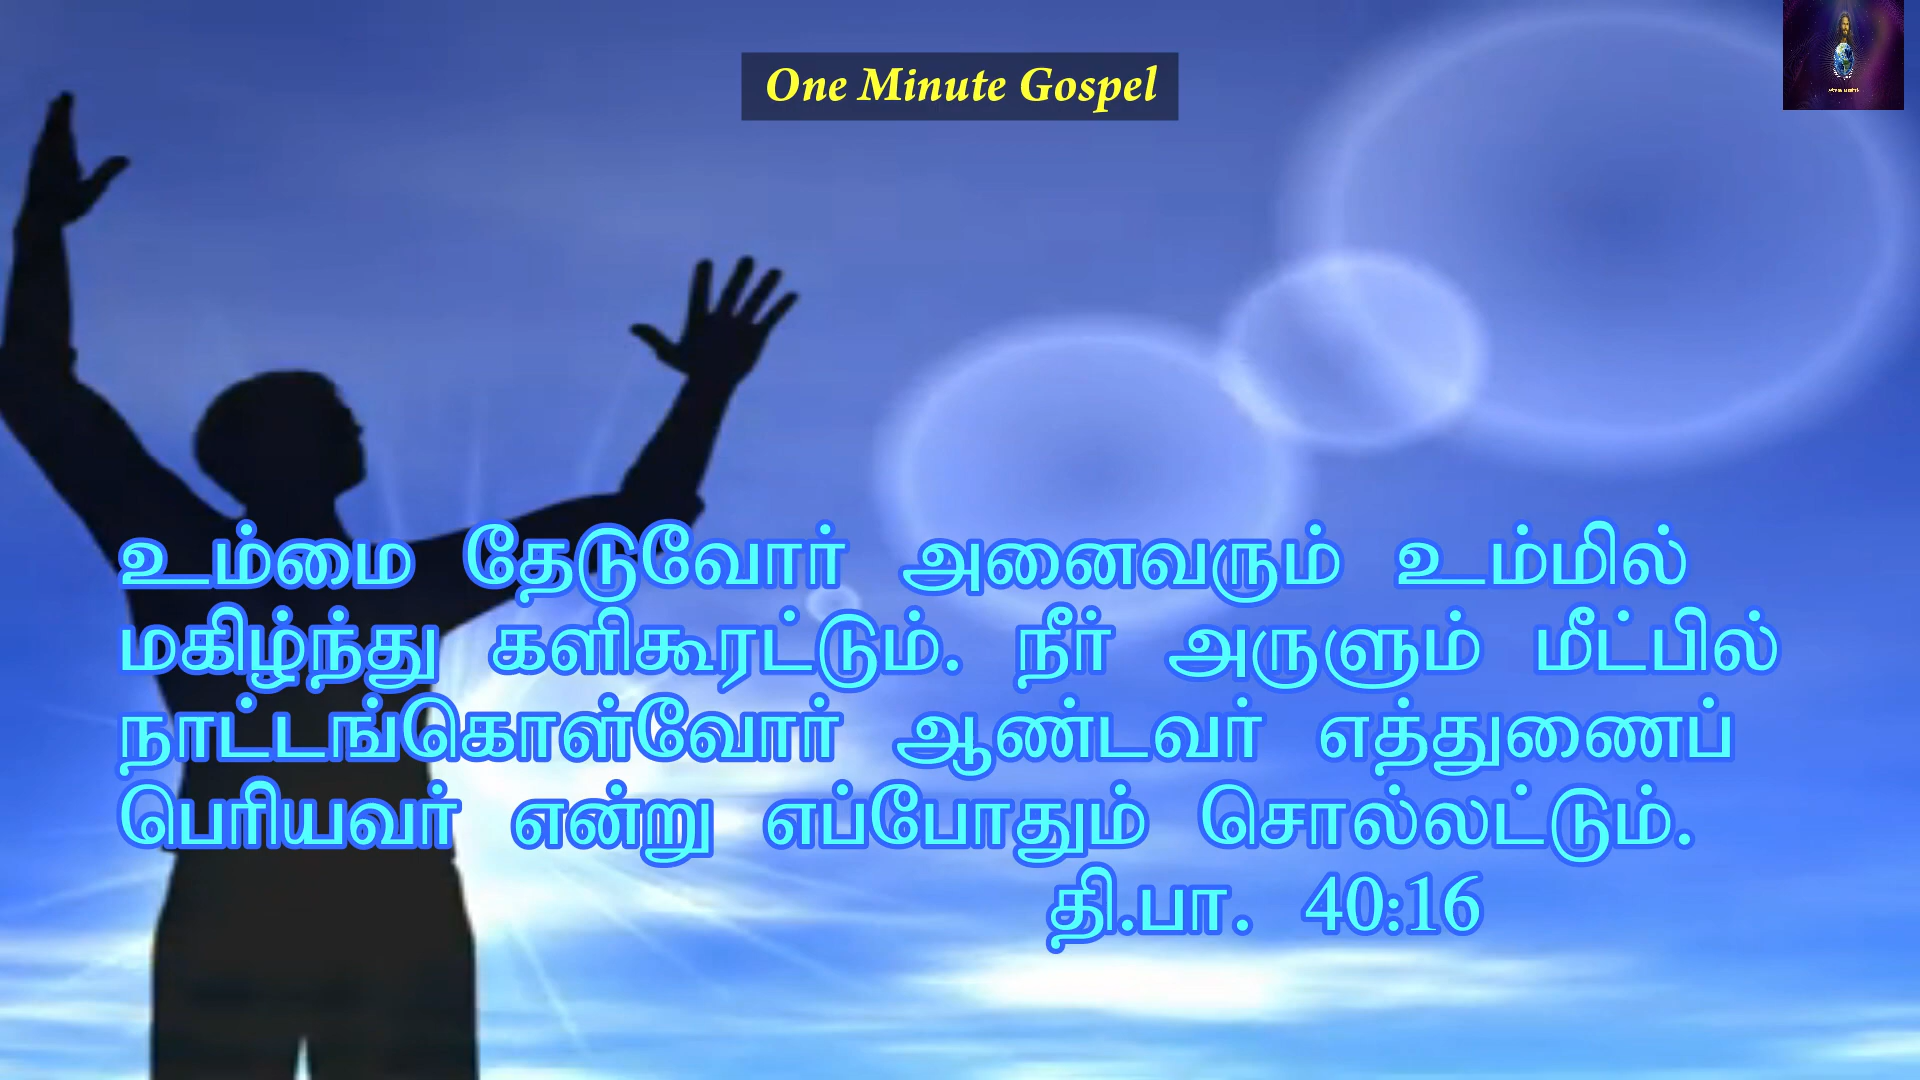 One Minute Gospel
உம்மை தேடுவோர் அனைவரும் உம்மில்
மகிழ்ந்து களிகூரட்டும். நீர் அருளும் மீட்பில்
நாட்டங்கொள்வோர் ஆண்டவர் எத்துணைப்
பெரியவர் என்று எப்போதும் சொல்லட்டும்.
தி.பா. 40:16